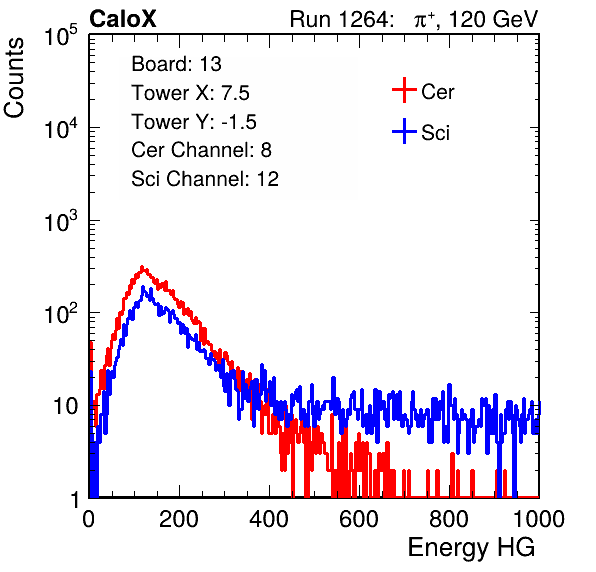 CaloX Run 1264: π⁺, 120 GeV
Counts
10⁵
10⁴
10³
10²
10
1
Board: 13
Tower X: 7.5
Tower Y: -1.5
Cer Channel: 8
Sci Channel: 12
Cer
Sci
0 200 400 600 800 1000
Energy HG